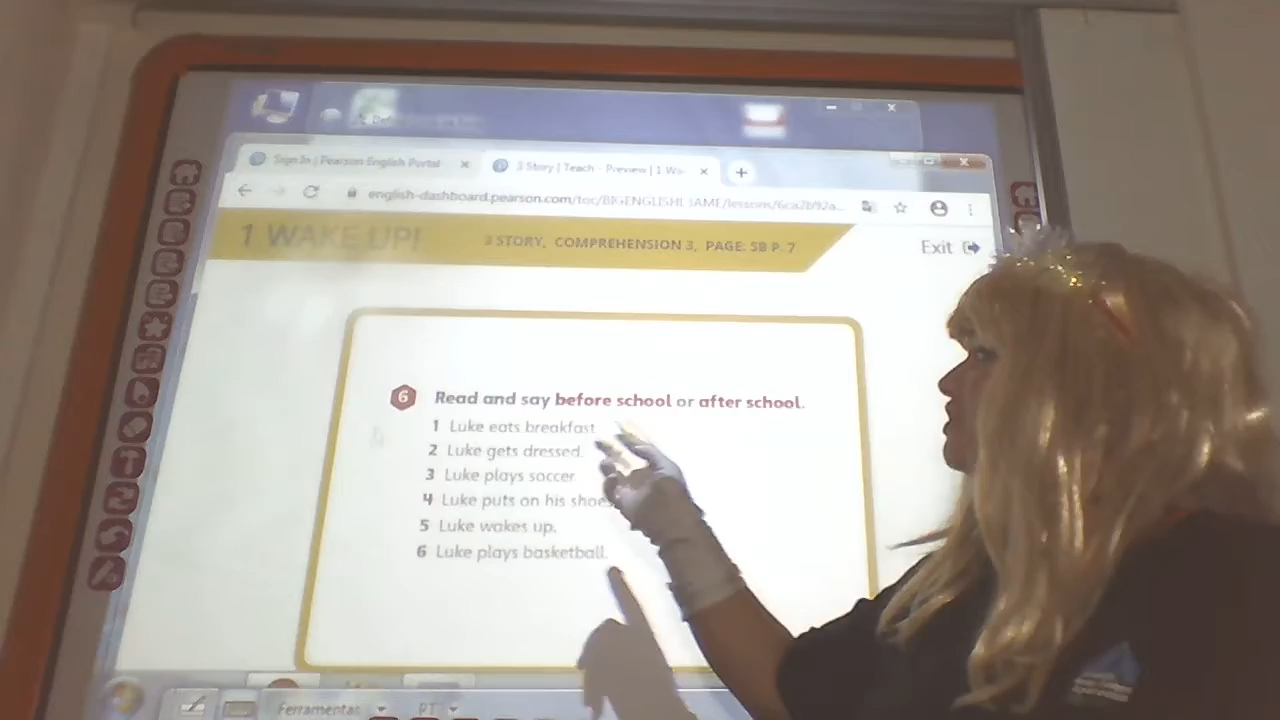 Sign In | Pearson English Portal
3 Story | Teach - Preview | 1 Wa
english-dashboard.pearson.com/toc/BIGENGLISHL
1 WAKE UP!
3 STORY, COMPREHENSION 3, PAGE: SB P. 7
Exit
6 Read and say before school or after school.
1 Luke eats breakfast
2 Luke gets dressed.
3 Luke plays soccer
4 Luke puts on his shoes
5 Luke wakes up.
6 Luke plays basketball.
Ferramentas
PT